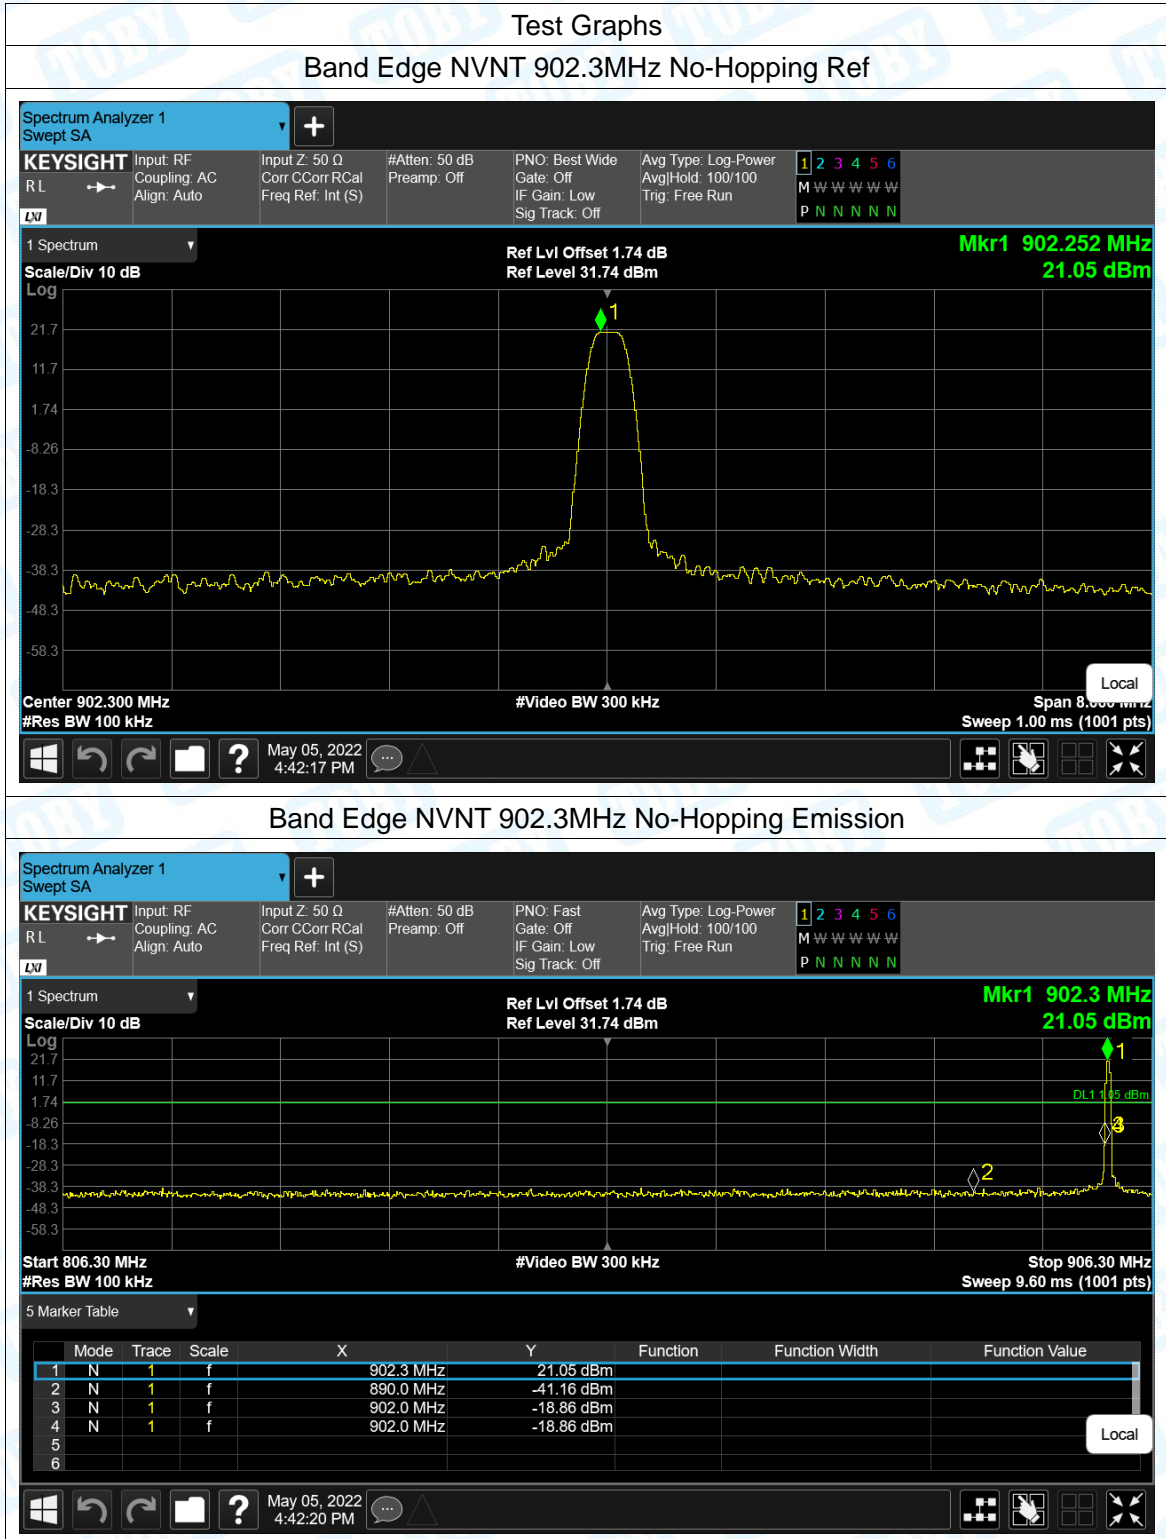 Test Graphs
Band Edge NVNT 902.3MHz No-Hopping Ref
Spectrum Analyzer 1
Swept SA
+
KEYSIGHT Input: RF Input Z: 50 Ω #Atten: 50 dB PNO: Best Wide Avg Type: Log-Power 1 2 3 4 5 6
R L Coupling: AC Corr CCorr RCal Preamp: Off Gate: Off Avg|Hold: 100/100 M W W W W W
Align: Auto Freq Ref: Int (S) IF Gain: Low Trig: Free Run
LXI Sig Track: Off P N N N N N
1 Spectrum Ref Lvl Offset 1.74 dB Mkr1 902.252 MHz
Scale/Div 10 dB Ref Level 31.74 dBm 21.05 dBm
Log
1
21.7
11.7
1.74
-8.26
-18.3
-28.3
-38.3
-48.3
-58.3
Local
Center 902.300 MHz #Video BW 300 kHz Span 8.000 MHz
#Res BW 100 kHz Sweep 1.00 ms (1001 pts)
? May 05, 2022
4:42:17 PM
Band Edge NVNT 902.3MHz No-Hopping Emission
Spectrum Analyzer 1
Swept SA
+
KEYSIGHT Input: RF Input Z: 50 Ω #Atten: 50 dB PNO: Fast Avg Type: Log-Power 1 2 3 4 5 6
R L Coupling: AC Corr CCorr RCal Preamp: Off Gate: Off Avg|Hold: 100/100 M W W W W W
Align: Auto Freq Ref: Int (S) IF Gain: Low Trig: Free Run
LXI Sig Track: Off P N N N N N
1 Spectrum Ref Lvl Offset 1.74 dB Mkr1 902.3 MHz
Scale/Div 10 dB Ref Level 31.74 dBm 21.05 dBm
Log
1
21.7
11.7
1.74 DL1 1.05 dBm
-8.26
-18.3
-28.3 2
-38.3
-48.3
-58.3
Start 806.30 MHz #Video BW 300 kHz Stop 906.30 MHz
#Res BW 100 kHz Sweep 9.60 ms (1001 pts)
5 Marker Table
Mode Trace Scale X Y Function Function Width Function Value
1 N 1 f 902.3 MHz 21.05 dBm
2 N 1 f 890.0 MHz -41.16 dBm
3 N 1 f 902.0 MHz -18.86 dBm
4 N 1 f 902.0 MHz -18.86 dBm
Local
5
6
? May 05, 2022
4:42:20 PM